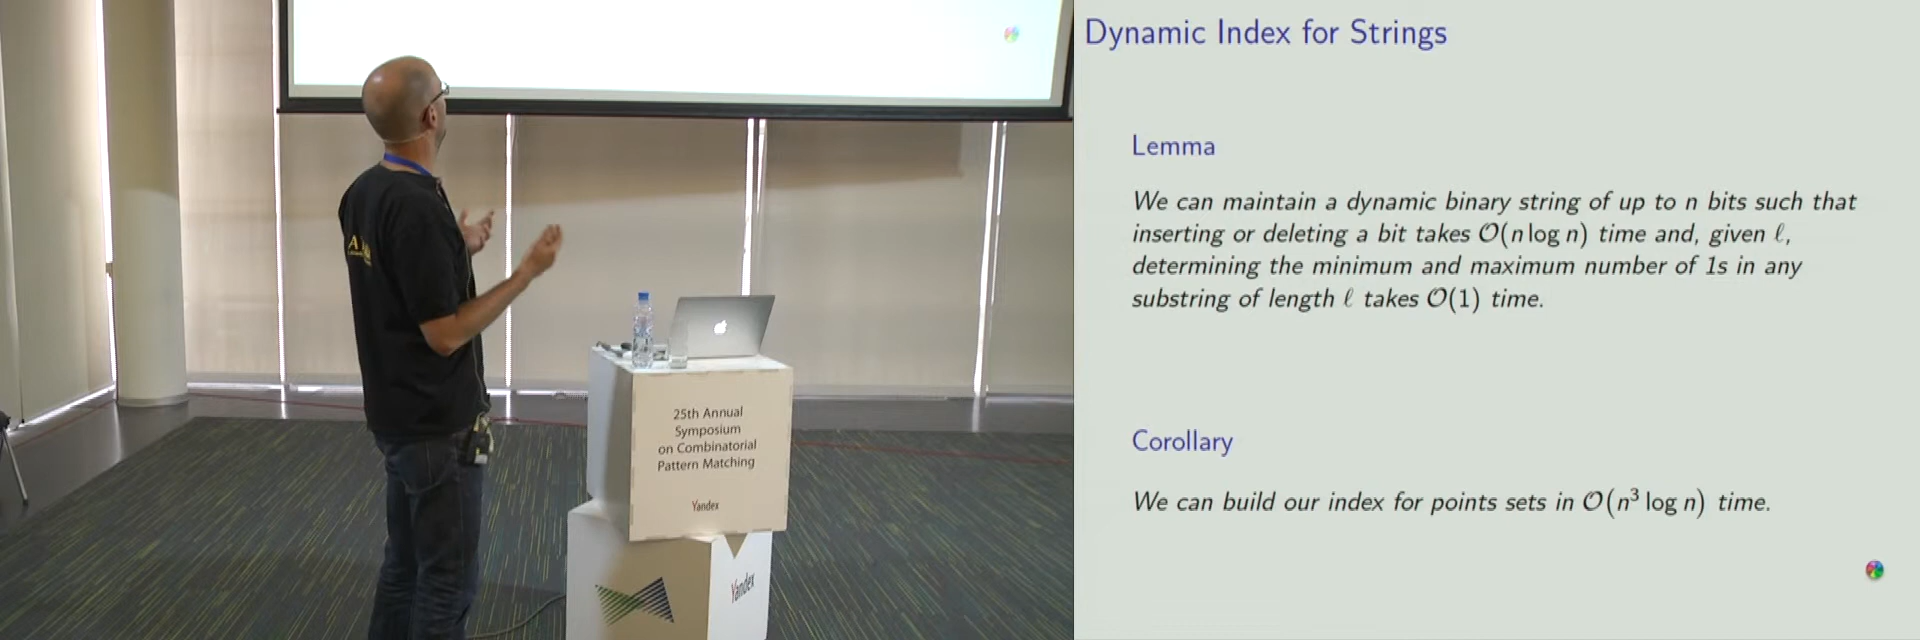 25th Annual
Symposium
on Combinatorial
Pattern Matching
Yandex
Yandex
Dynamic Index for Strings
Lemma
We can maintain a dynamic binary string of up to n bits such that
inserting or deleting a bit takes O(n log n) time and, given ℓ,
determining the minimum and maximum number of 1s in any
substring of length ℓ takes O(1) time.
Corollary
We can build our index for points sets in O(n³ log n) time.